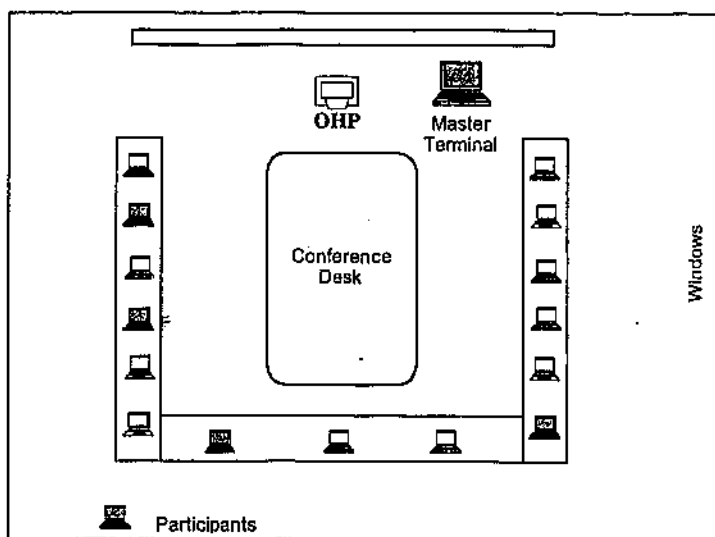 OHP
Master
Terminal
Conference
Desk
Windows
Participants